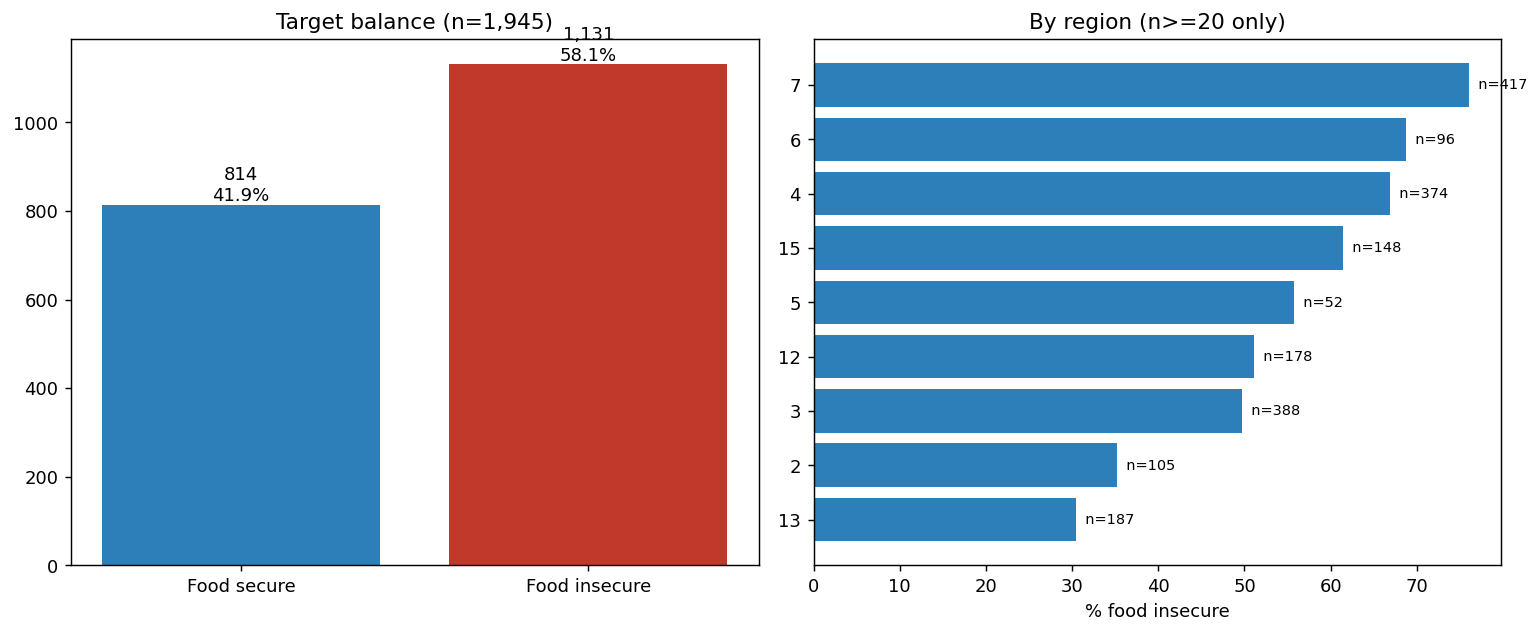 Target balance (n=1,945)
1,131
58.1%
814
41.9%
1000
800
600
400
200
0
Food secure
Food insecure
By region (n>=20 only)
7
n=417
6
n=96
4
n=374
15
n=148
5
n=52
12
n=178
3
n=388
2
n=105
13
n=187
0 10 20 30 40 50 60 70
% food insecure